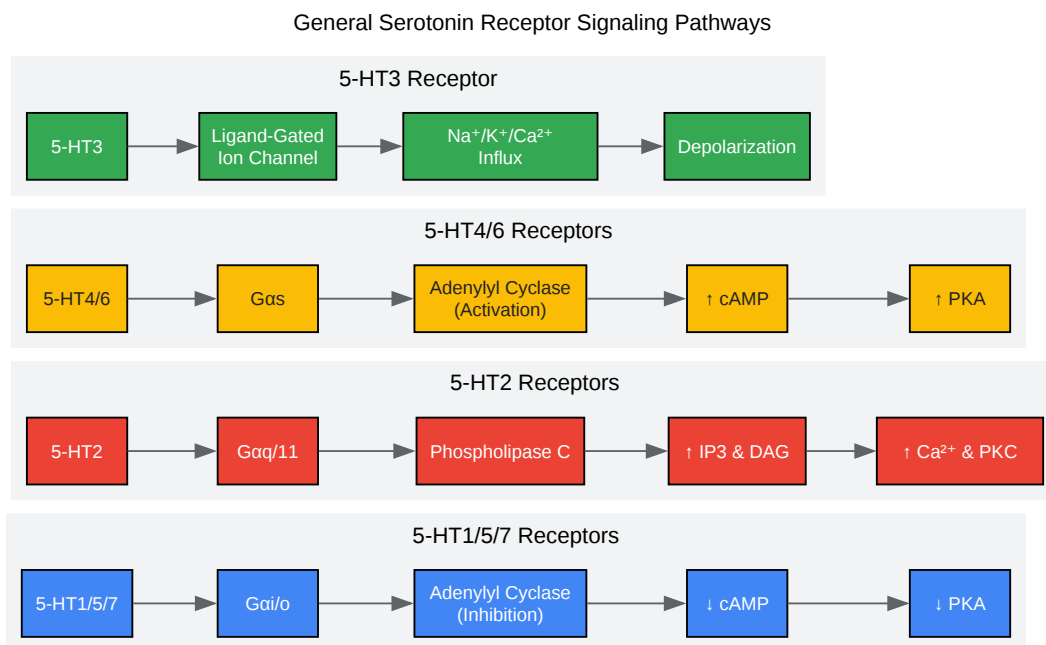 General Serotonin Receptor Signaling Pathways
5-HT3 Receptor
5-HT3
Ligand-Gated
Ion Channel
Na⁺/K⁺/Ca²⁺
Influx
Depolarization
5-HT4/6 Receptors
5-HT4/6
Gαs
Adenylyl Cyclase
(Activation)
↑ cAMP
↑ PKA
5-HT2 Receptors
5-HT2
Gαq/11
Phospholipase C
↑ IP3 & DAG
↑ Ca²⁺ & PKC
5-HT1/5/7 Receptors
5-HT1/5/7
Gαi/o
Adenylyl Cyclase
(Inhibition)
↓ cAMP
↓ PKA